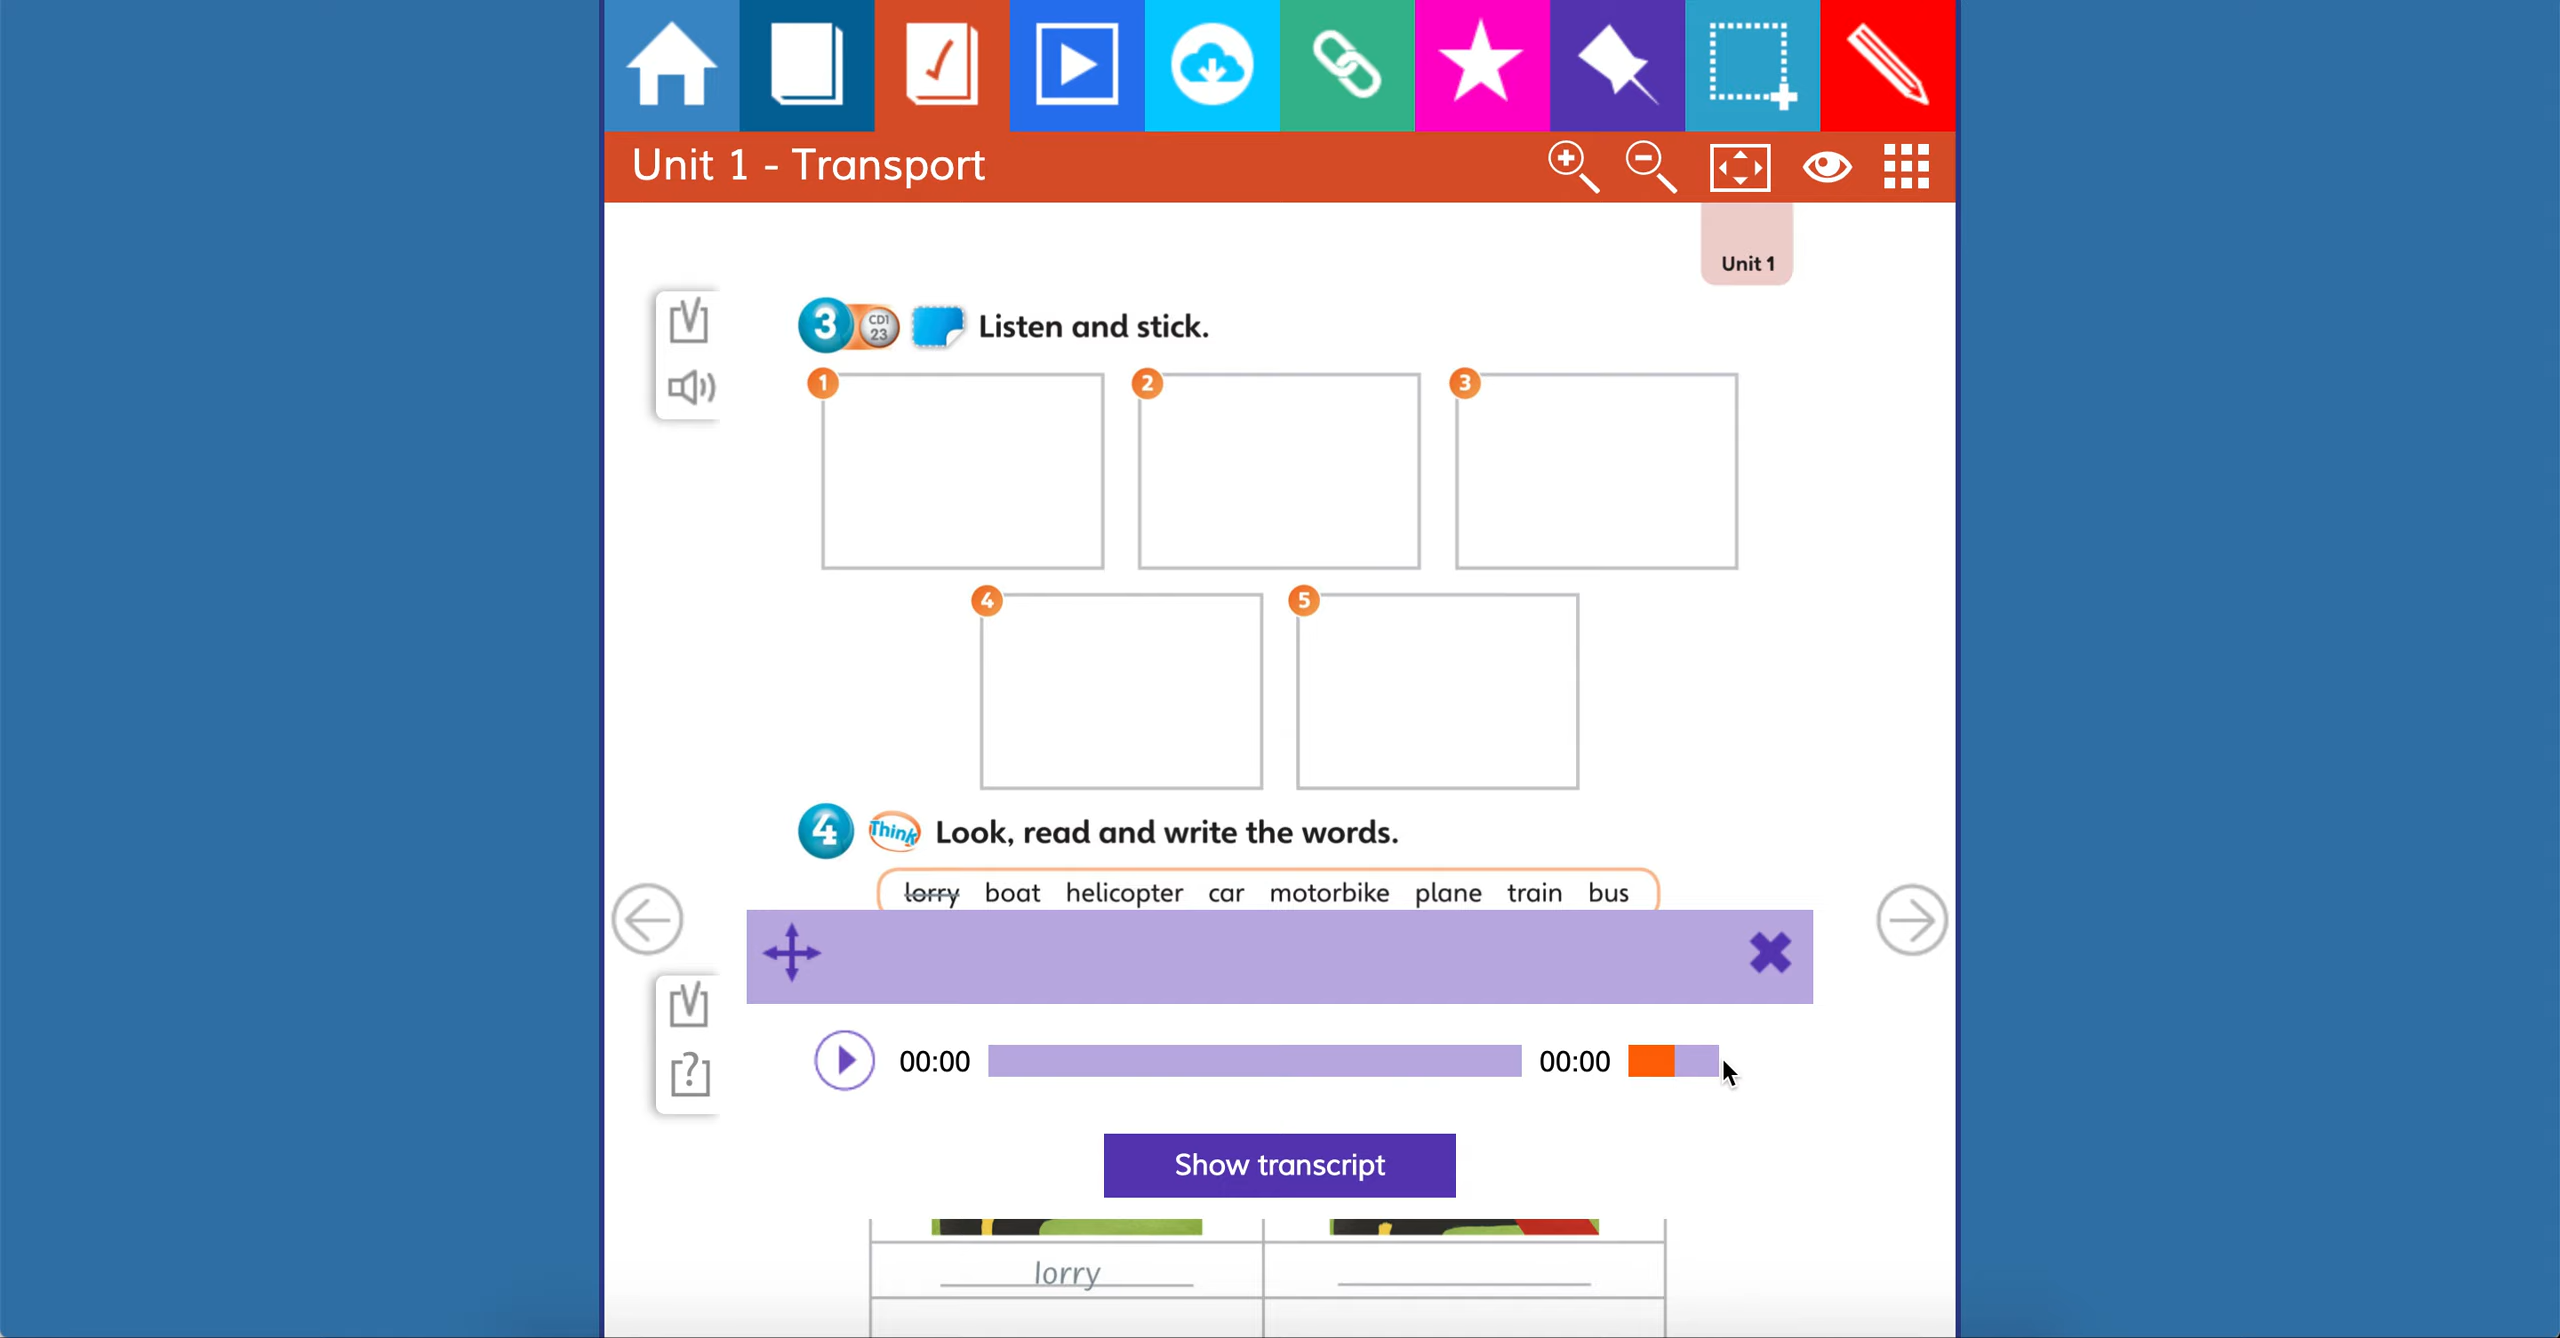 Unit 1 - Transport
Unit 1
3 CD1 23 Listen and stick.
1 2 3
4 5
4 Think Look, read and write the words.
lorry boat helicopter car motorbike plane train bus
00:00 00:00
Show transcript
lorry